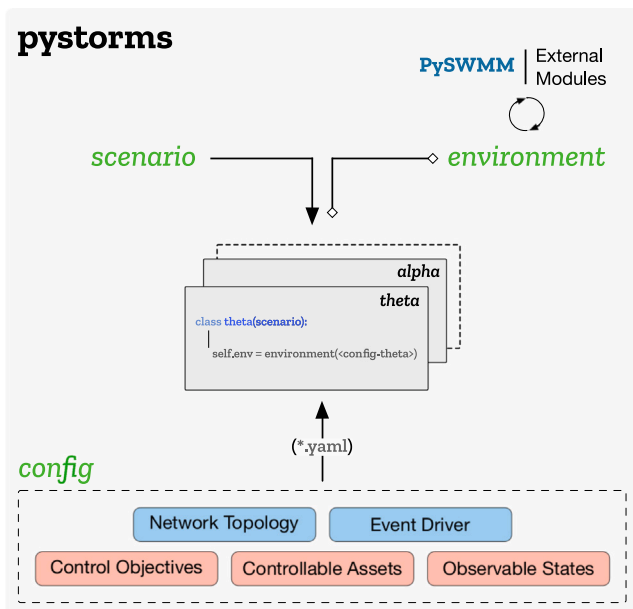 pystorms
PySWMM
External
Modules
scenario
environment
alpha
theta
class theta(scenario):
self.env = environment(<config-theta>)
(*.yaml)
config
Network Topology
Event Driver
Control Objectives
Controllable Assets
Observable States